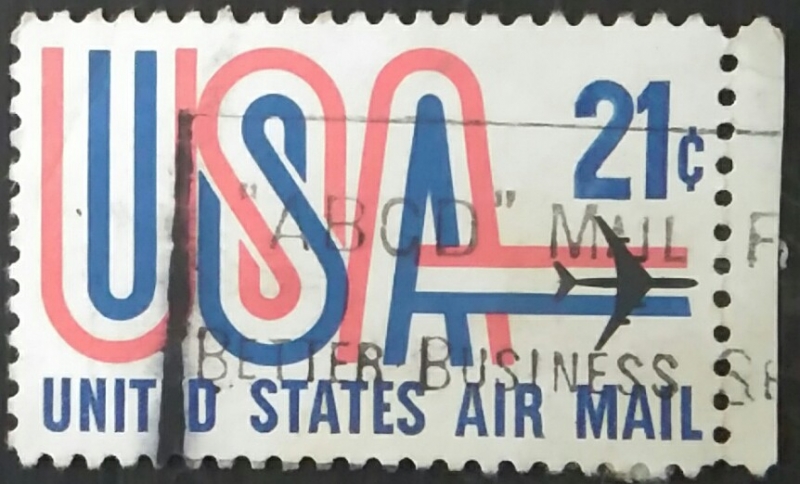 USA
21¢
"ABCD" MAIL
BETTER BUSINESS
UNITED STATES AIR MAIL